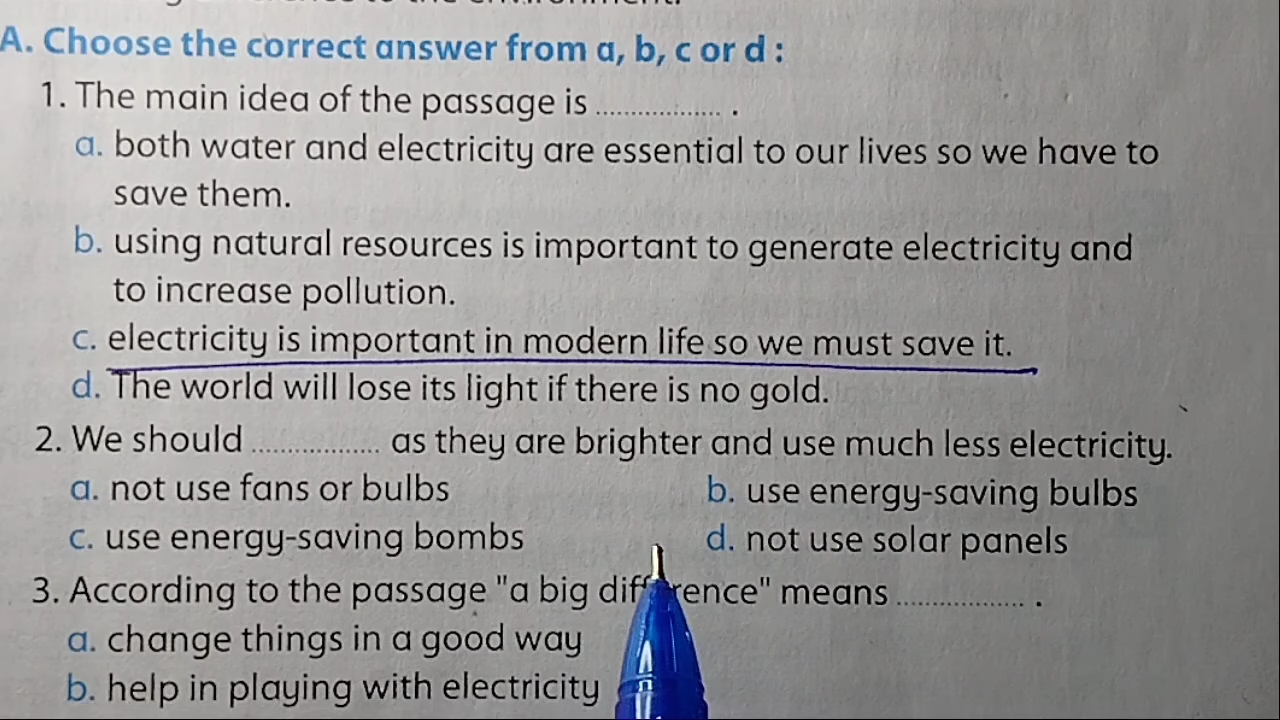 A. Choose the correct answer from a, b, c or d :
1. The main idea of the passage is .................. .
a. both water and electricity are essential to our lives so we have to
save them.
b. using natural resources is important to generate electricity and
to increase pollution.
c. electricity is important in modern life so we must save it.
d. The world will lose its light if there is no gold.
2. We should .................. as they are brighter and use much less electricity.
a. not use fans or bulbs b. use energy-saving bulbs
c. use energy-saving bombs d. not use solar panels
3. According to the passage "a big difference" means .................. .
a. change things in a good way
b. help in playing with electricity